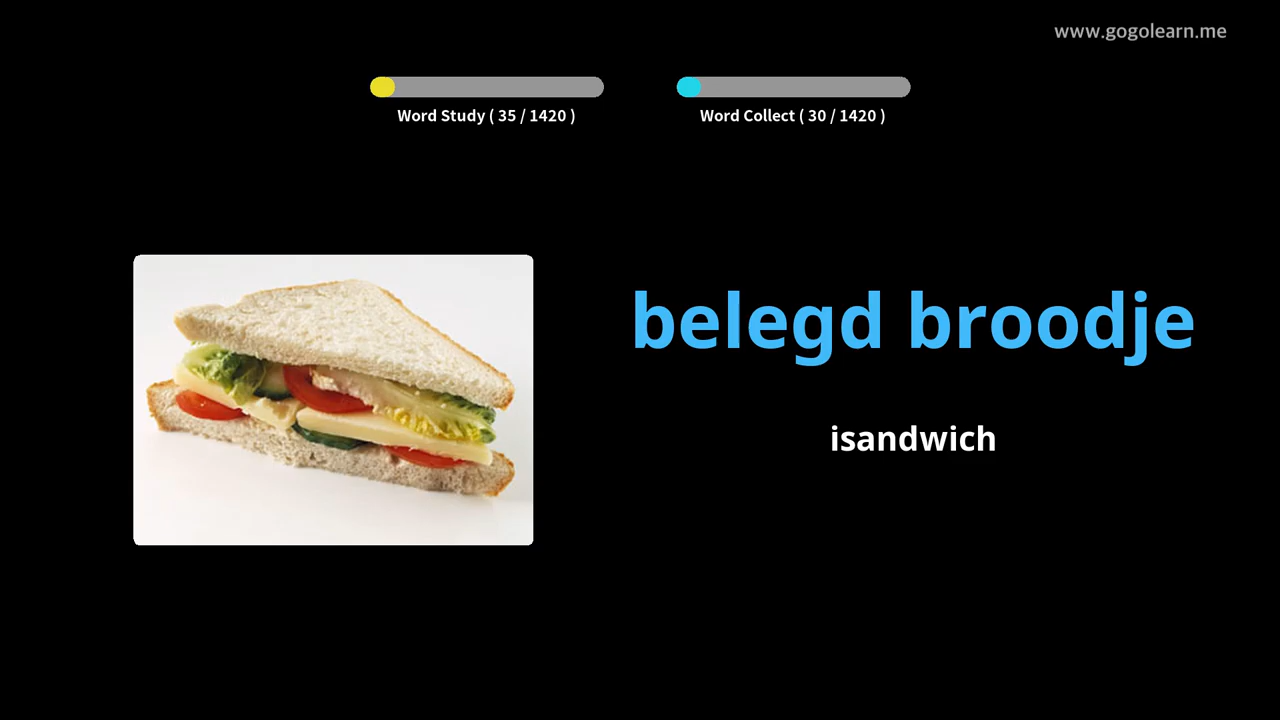 www.gogolearn.me
Word Study ( 35 / 1420 )
Word Collect ( 30 / 1420 )
belegd broodje
isandwich